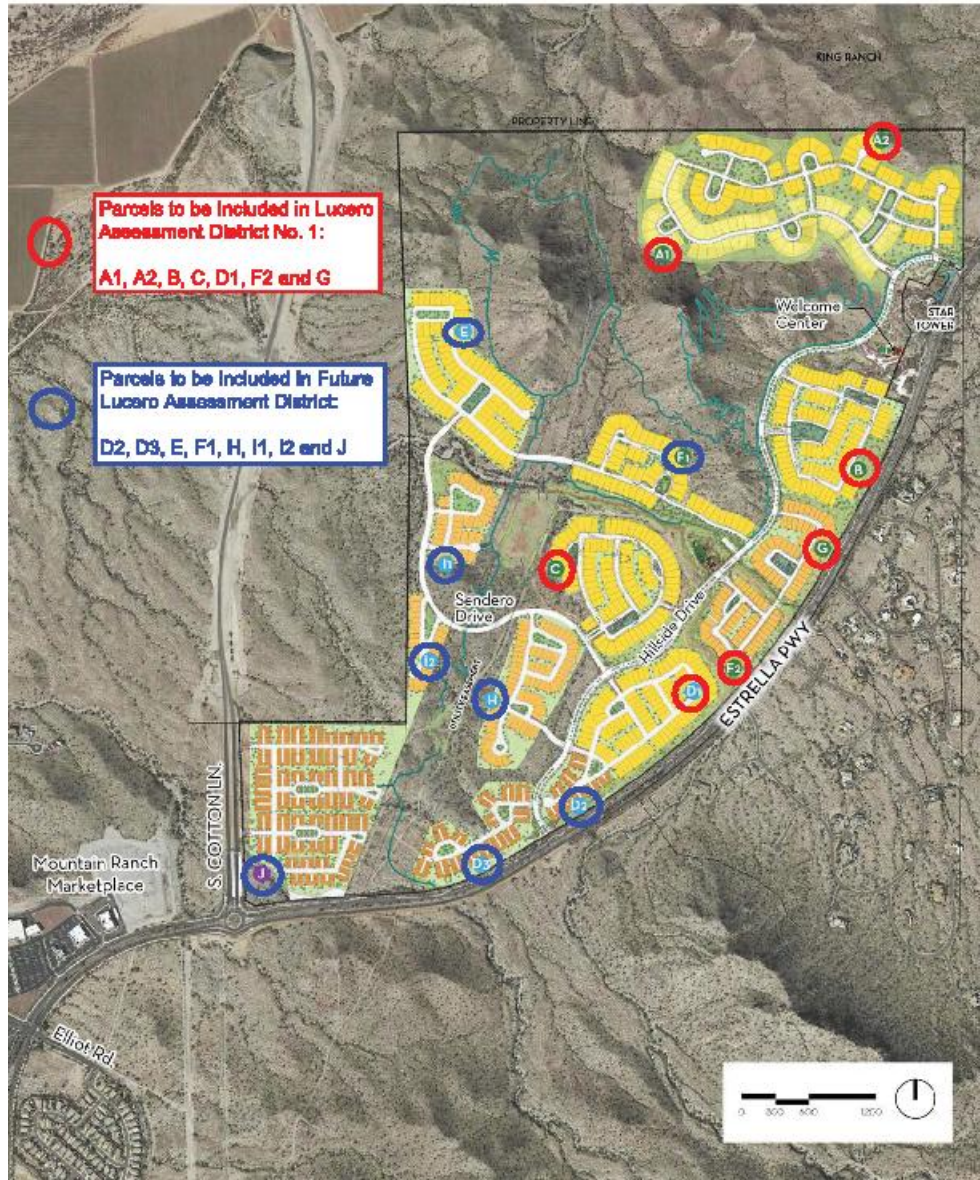 KING RANCH
PROPERTY LINE
A2
Parcels to be Included in Lucero
Assessment District No. 1:
A1, A2, B, C, D1, F2 and G
A1
Welcome
Center
STAR
TOWER
E
Parcels to be Included in Future
Lucero Assessment District:
D2, D3, E, F1, H, I1, I2 and J
F1
B
G
I1
C
Sendero
Drive
Hillside Drive
I2
F2
ESTRELLA PWY
H
D1
D2
S. COTTON LN.
D3
J
Mountain Ranch
Marketplace
Elliot Rd.
0 300 600 1200